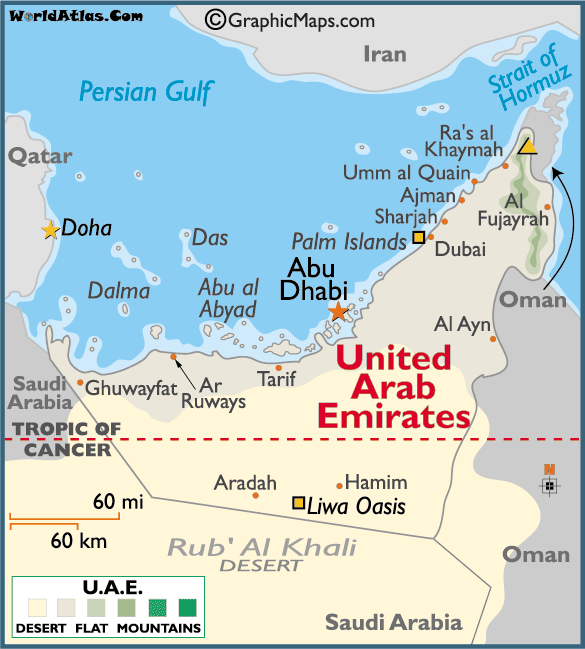 WorldAtlas.Com
©GraphicMaps.com
Iran
Strait of
Hormuz
Persian Gulf
Ra's al
Khaymah
Qatar
Umm al Quain
Ajman
Al
Fujayrah
Sharjah
Doha
Das
Palm Islands
Dubai
Abu
Dhabi
Dalma
Abu al
Abyad
Oman
Al Ayn
United
Arab
Emirates
Saudi
Arabia
Ghuwayfat
Ar
Ruways
Tarif
TROPIC OF
CANCER
N
Aradah
Hamim
Liwa Oasis
60 mi
60 km
Rub' Al Khali
DESERT
Oman
U.A.E.
DESERT FLAT MOUNTAINS
Saudi Arabia